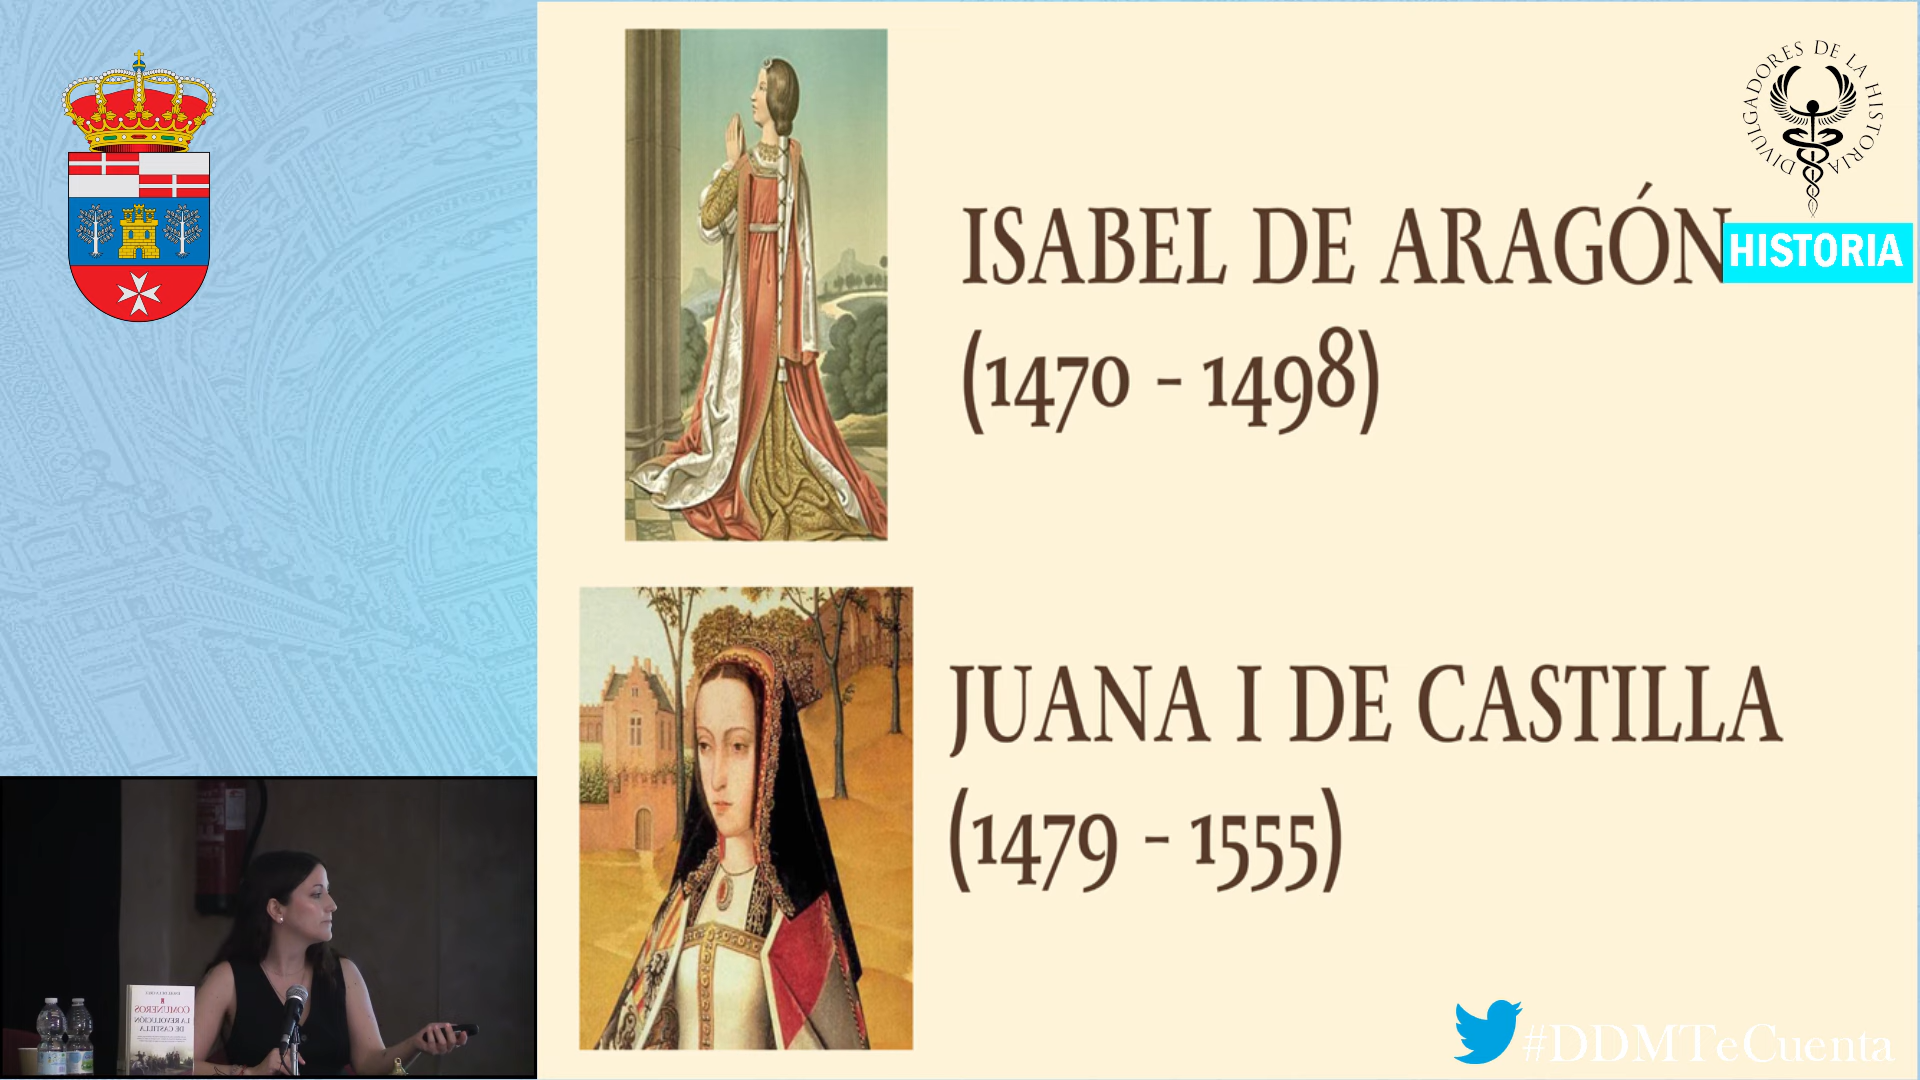 ISABEL DE ARAGÓN
(1470 - 1498)
DIVULGADORES DE LA HISTORIA
HISTORIA
JUANA I DE CASTILLA
(1479 - 1555)
COMUNEROS
LA REVOLUCIÓN
DE CASTILLA
#DDMTeCuenta